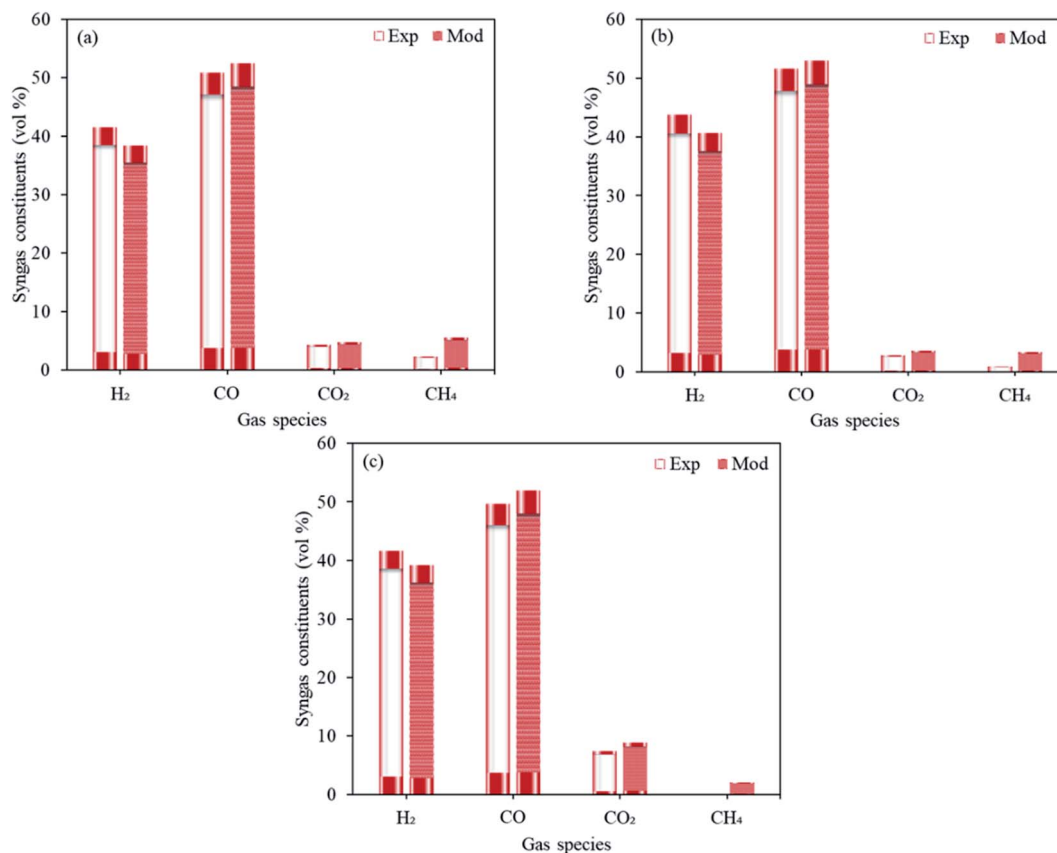 (a)
Exp Mod
Syngas constituents (vol %)
60
50
40
30
20
10
0
H₂ CO CO₂ CH₄
Gas species
(b)
Exp Mod
Syngas constituents (vol %)
60
50
40
30
20
10
0
H₂ CO CO₂ CH₄
Gas species
(c)
Exp Mod
Syngas constituents (vol %)
60
50
40
30
20
10
0
H₂ CO CO₂ CH₄
Gas species